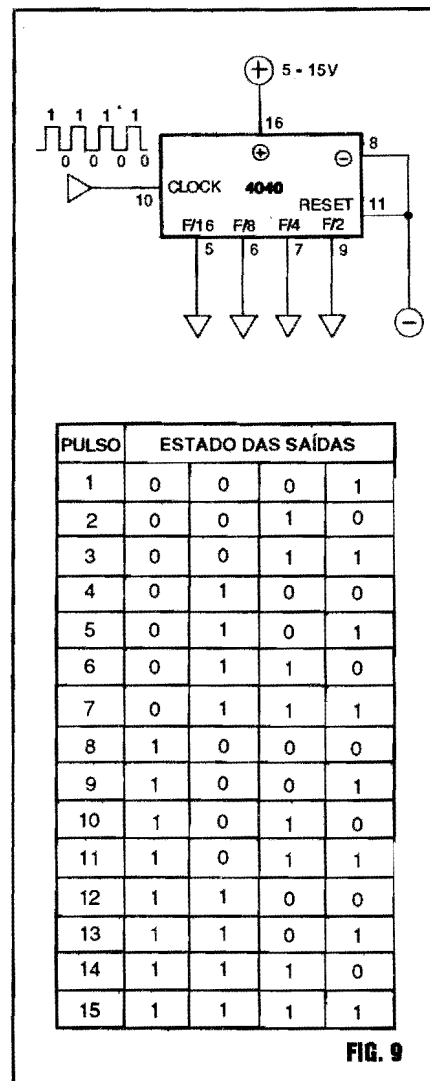 + 5 - 15V
1 1 1 1
0 0 0 0
16
8
+
−
10 CLOCK 4040
RESET 11
F/16 F/8 F/4 F/2
5 6 7 9
−
PULSO ESTADO DAS SAÍDAS
1 0 0 0 1
2 0 0 1 0
3 0 0 1 1
4 0 1 0 0
5 0 1 0 1
6 0 1 1 0
7 0 1 1 1
8 1 0 0 0
9 1 0 0 1
10 1 0 1 0
11 1 0 1 1
12 1 1 0 0
13 1 1 0 1
14 1 1 1 0
15 1 1 1 1
FIG. 9